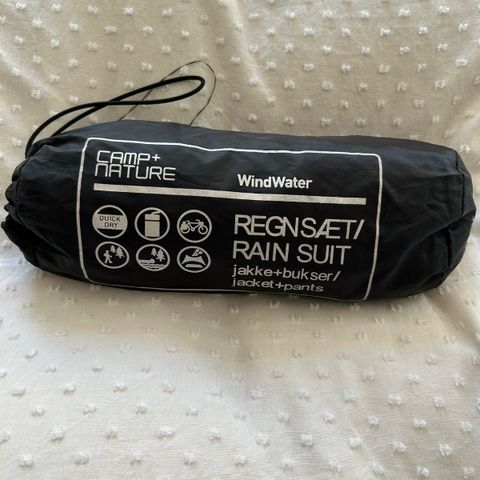 CAMP+
NATURE
WindWater
QUICK
DRY
REGNSÆT/
RAIN SUIT
jakke+bukser/
jacket+pants